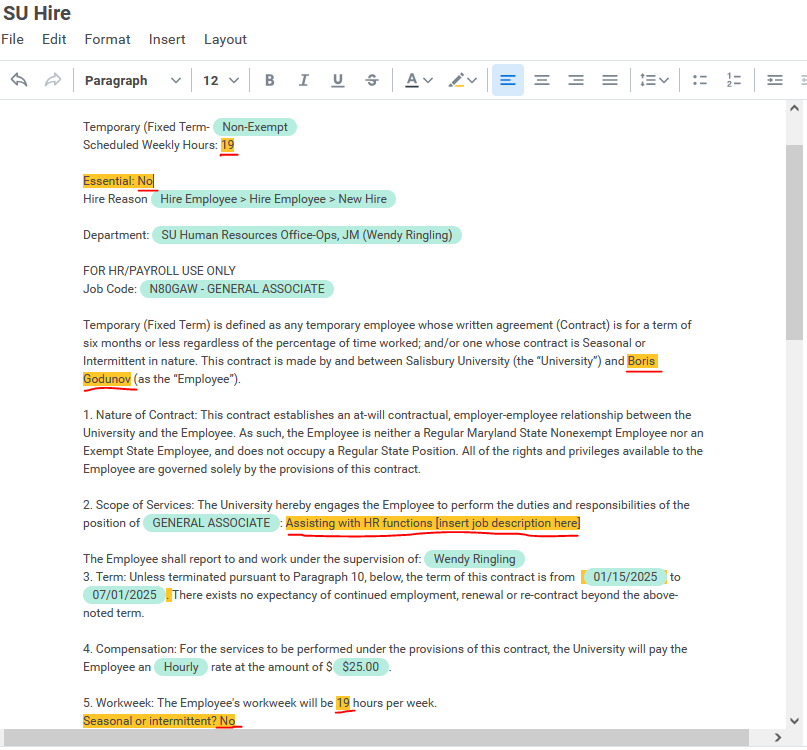 SU Hire
File Edit Format Insert Layout
Paragraph 12 B I U S A
Temporary (Fixed Term- Non-Exempt
Scheduled Weekly Hours: 19
Essential: No
Hire Reason Hire Employee > Hire Employee > New Hire
Department: SU Human Resources Office-Ops, JM (Wendy Ringling)
FOR HR/PAYROLL USE ONLY
Job Code: N80GAW - GENERAL ASSOCIATE
Temporary (Fixed Term) is defined as any temporary employee whose written agreement (Contract) is for a term of
six months or less regardless of the percentage of time worked; and/or one whose contract is Seasonal or
Intermittent in nature. This contract is made by and between Salisbury University (the “University”) and Boris
Godunov (as the “Employee”).
1. Nature of Contract: This contract establishes an at-will contractual, employer-employee relationship between the
University and the Employee. As such, the Employee is neither a Regular Maryland State Nonexempt Employee nor an
Exempt State Employee, and does not occupy a Regular State Position. All of the rights and privileges available to the
Employee are governed solely by the provisions of this contract.
2. Scope of Services: The University hereby engages the Employee to perform the duties and responsibilities of the
position of GENERAL ASSOCIATE : Assisting with HR functions [insert job description here]
The Employee shall report to and work under the supervision of: Wendy Ringling
3. Term: Unless terminated pursuant to Paragraph 10, below, the term of this contract is from [ 01/15/2025 ] to
07/01/2025 . There exists no expectancy of continued employment, renewal or re-contract beyond the above-
noted term.
4. Compensation: For the services to be performed under the provisions of this contract, the University will pay the
Employee an Hourly rate at the amount of $ $25.00 .
5. Workweek: The Employee's workweek will be 19 hours per week.
Seasonal or intermittent? No